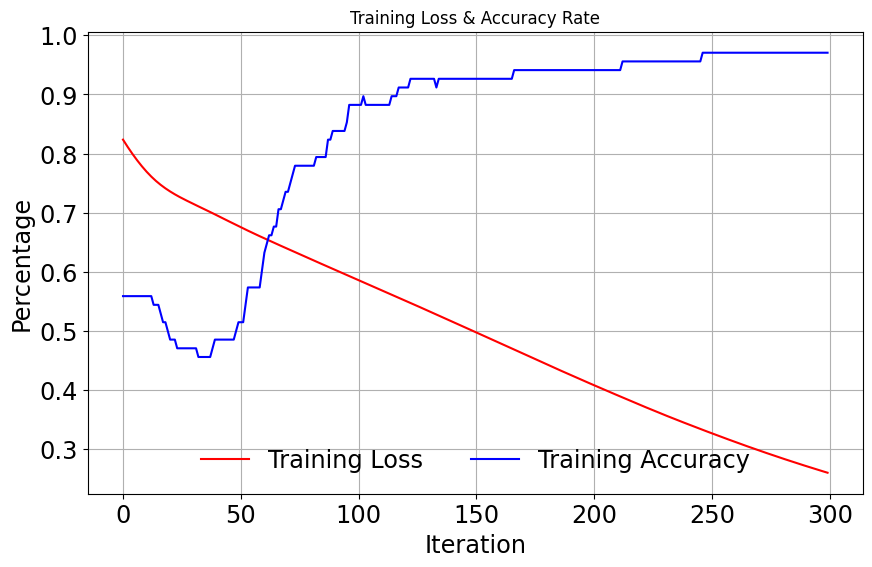 Training Loss & Accuracy Rate
1.0
0.9
0.8
0.7
0.6
0.5
0.4
0.3
Percentage
Training Loss
Training Accuracy
0 50 100 150 200 250 300
Iteration